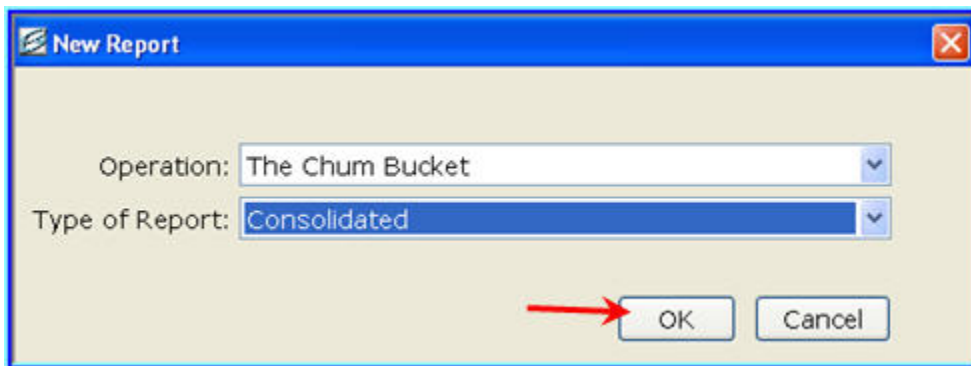 New Report
Operation: The Chum Bucket
Type of Report: Consolidated
OK Cancel